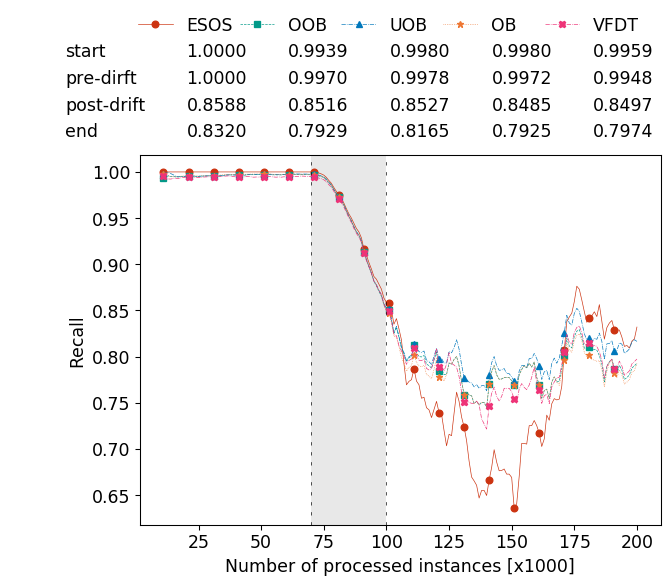 ESOS OOB UOB OB VFDT
start 1.0000 0.9939 0.9980 0.9980 0.9959
pre-dirft 1.0000 0.9970 0.9978 0.9972 0.9948
post-drift 0.8588 0.8516 0.8527 0.8485 0.8497
end 0.8320 0.7929 0.8165 0.7925 0.7974
1.00
0.95
0.90
0.85
0.80
0.75
0.70
0.65
Recall
25 50 75 100 125 150 175 200
Number of processed instances [x1000]